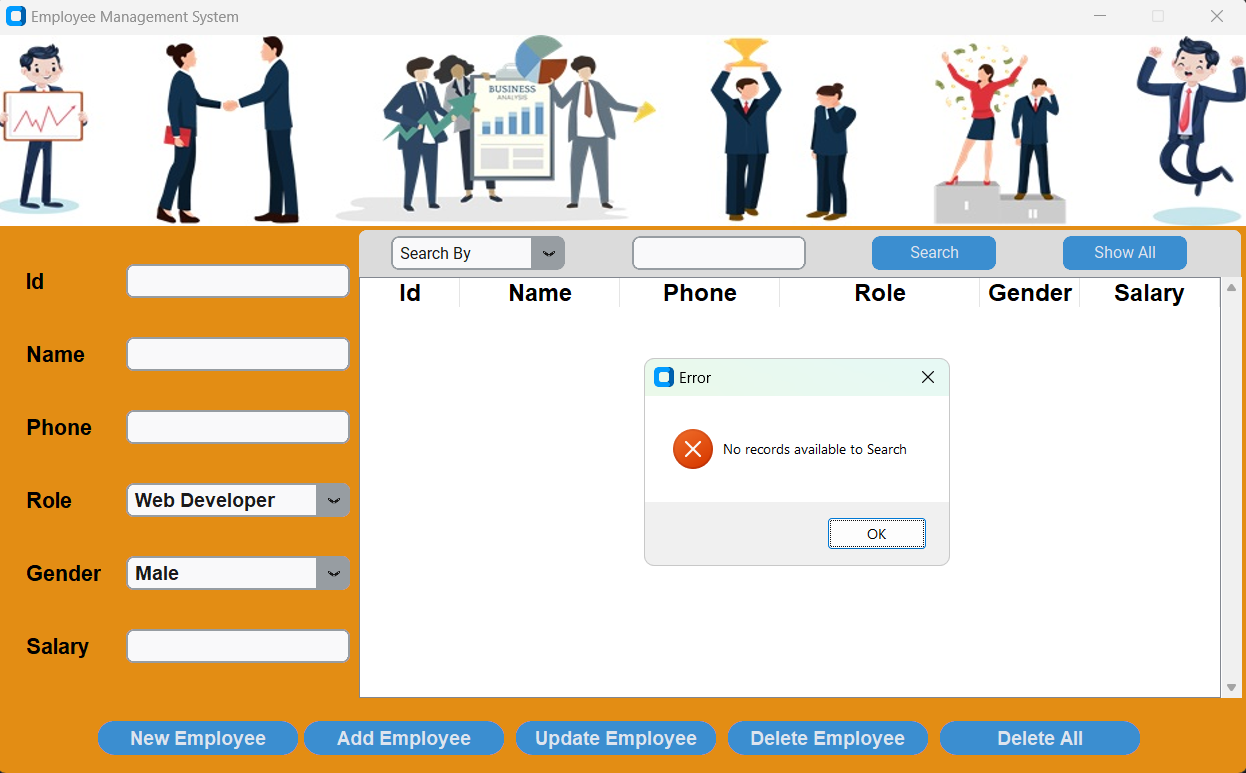 Employee Management System
BUSINESS
ANALYSIS
I
II
Search By
Search
Show All
Id
Name
Phone
Role
Gender
Salary
Id
Name
Phone
Role
Web Developer
Gender
Male
Salary
Error
No records available to Search
OK
New Employee
Add Employee
Update Employee
Delete Employee
Delete All